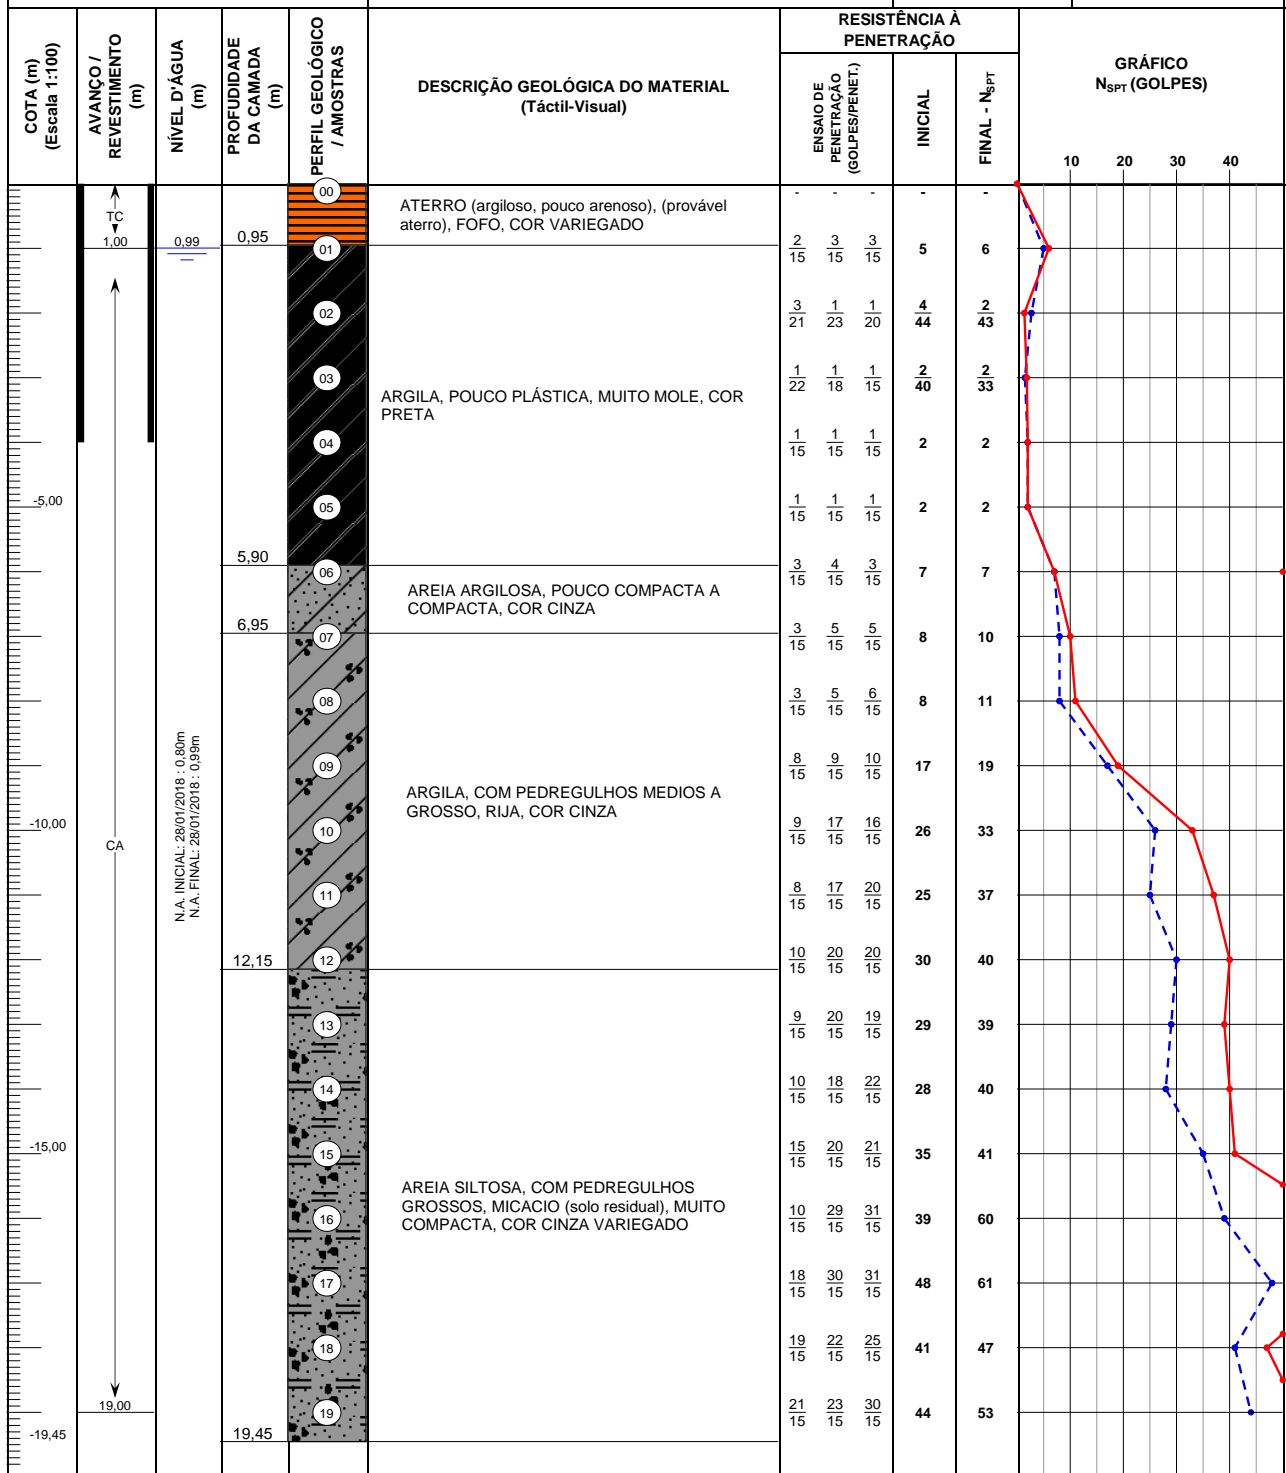 COTA (m)
(Escala 1:100)
AVANÇO /
REVESTIMENTO
(m)
NÍVEL D'ÁGUA
(m)
PROFUDIDADE
DA CAMADA
(m)
PERFIL GEOLÓGICO
/ AMOSTRAS
DESCRIÇÃO GEOLÓGICA DO MATERIAL
(Táctil-Visual)
RESISTÊNCIA À
PENETRAÇÃO
ENSAIO DE
PENETRAÇÃO
(GOLPES/PENET.)
INICIAL
FINAL - NSPT
GRÁFICO
NSPT (GOLPES)
10 20 30 40
00 - - - - -
TC
ATERRO (argiloso, pouco arenoso), (provável
aterro), FOFO, COR VARIEGADO
1,00 0,99 0,95
01 2/15 3/15 3/15 5 6
02 3/21 1/23 1/20 4/44 2/43
03 1/22 1/18 1/15 2/40 2/33
ARGILA, POUCO PLÁSTICA, MUITO MOLE, COR
PRETA
04 1/15 1/15 1/15 2 2
-5,00 05 1/15 1/15 1/15 2 2
5,90
06 3/15 4/15 3/15 7 7
AREIA ARGILOSA, POUCO COMPACTA A
COMPACTA, COR CINZA
6,95
07 3/15 5/15 5/15 8 10
08 3/15 5/15 6/15 8 11
09 8/15 9/15 10/15 17 19
ARGILA, COM PEDREGULHOS MEDIOS A
GROSSO, RIJA, COR CINZA
N.A. INICIAL: 28/01/2018 : 0,80m
N.A. FINAL: 28/01/2018 : 0,99m
-10,00 10 9/15 17/15 16/15 26 33
CA
11 8/15 17/15 20/15 25 37
12,15 12 10/15 20/15 20/15 30 40
13 9/15 20/15 19/15 29 39
14 10/15 18/15 22/15 28 40
-15,00 15 15/15 20/15 21/15 35 41
AREIA SILTOSA, COM PEDREGULHOS
GROSSOS, MICACIO (solo residual), MUITO
COMPACTA, COR CINZA VARIEGADO
16 10/15 29/15 31/15 39 60
17 18/15 30/15 31/15 48 61
18 19/15 22/15 25/15 41 47
19,00 19 21/15 23/15 30/15 44 53
-19,45 19,45